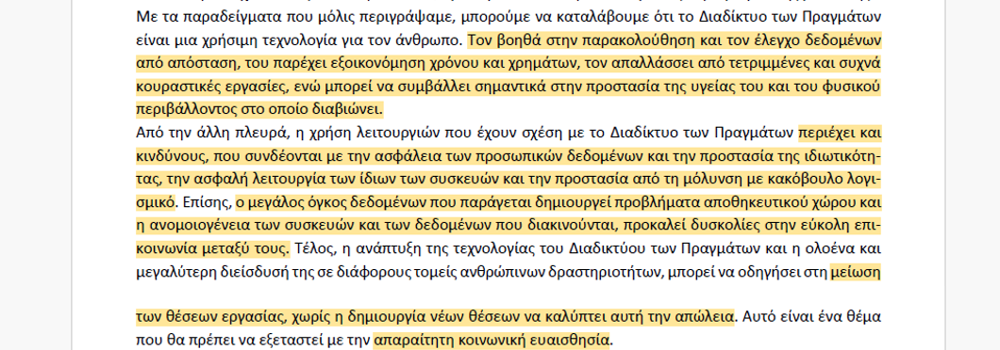 Με τα παραδείγματα που μόλις περιγράψαμε, μπορούμε να καταλάβουμε ότι το Διαδίκτυο των Πραγμάτων
είναι μια χρήσιμη τεχνολογία για τον άνθρωπο. Τον βοηθά στην παρακολούθηση και τον έλεγχο δεδομένων
από απόσταση, του παρέχει εξοικονόμηση χρόνου και χρημάτων, τον απαλλάσσει από τετριμμένες και συχνά
κουραστικές εργασίες, ενώ μπορεί να συμβάλλει σημαντικά στην προστασία της υγείας του και του φυσικού
περιβάλλοντος στο οποίο διαβιώνει.
Από την άλλη πλευρά, η χρήση λειτουργιών που έχουν σχέση με το Διαδίκτυο των Πραγμάτων περιέχει και
κινδύνους, που συνδέονται με την ασφάλεια των προσωπικών δεδομένων και την προστασία της ιδιωτικότη-
τας, την ασφαλή λειτουργία των ίδιων των συσκευών και την προστασία από τη μόλυνση με κακόβουλο λογι-
σμικό. Επίσης, ο μεγάλος όγκος δεδομένων που παράγεται δημιουργεί προβλήματα αποθηκευτικού χώρου και
η ανομοιογένεια των συσκευών και των δεδομένων που διακινούνται, προκαλεί δυσκολίες στην εύκολη επι-
κοινωνία μεταξύ τους. Τέλος, η ανάπτυξη της τεχνολογίας του Διαδικτύου των Πραγμάτων και η ολοένα και
μεγαλύτερη διείσδυσή της σε διάφορους τομείς ανθρώπινων δραστηριοτήτων, μπορεί να οδηγήσει στη μείωση
των θέσεων εργασίας, χωρίς η δημιουργία νέων θέσεων να καλύπτει αυτή την απώλεια. Αυτό είναι ένα θέμα
που θα πρέπει να εξεταστεί με την απαραίτητη κοινωνική ευαισθησία.